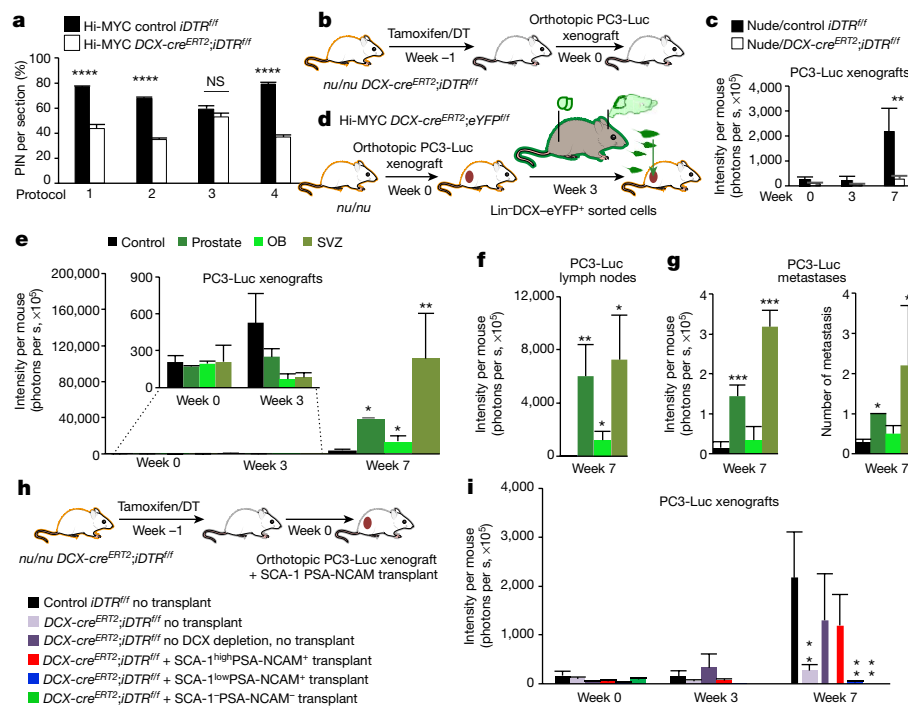 a
Hi-MYC control iDTR^f/f
Hi-MYC DCX-cre^ERT2;iDTR^f/f
PIN per section (%)
100
80
60
40
20
0
****
****
NS
****
Protocol 1 2 3 4
b
Tamoxifen/DT
Week −1
Orthotopic PC3-Luc
xenograft
Week 0
nu/nu DCX-cre^ERT2;iDTR^f/f
c
Nude/control iDTR^f/f
Nude/DCX-cre^ERT2;iDTR^f/f
PC3-Luc xenografts
Intensity per mouse
(photons per s, ×10^5)
4,000
3,000
2,000
1,000
0
**
Week 0 3 7
d Hi-MYC DCX-cre^ERT2;eYFP^f/f
Orthotopic PC3-Luc
xenograft
Week 0
Week 3
nu/nu
Lin⁻DCX–eYFP⁺ sorted cells
e
Control Prostate OB SVZ
PC3-Luc xenografts
Intensity per mouse
(photons per s, ×10^5)
200,000
160,000
120,000
80,000
40,000
0
900
600
300
0
Week 0 Week 3
* * **
Week 0 Week 3 Week 7
f
PC3-Luc
lymph nodes
Intensity per mouse
(photons per s, ×10^5)
12,000
8,000
4,000
0
** * *
Week 7
g
PC3-Luc
metastases
Intensity per mouse
(photons per s, ×10^5)
4
3
2
1
0
*** ***
Week 7
Number of metastasis
4
3
2
1
0
* *
Week 7
h
Tamoxifen/DT
Week −1
Week 0
nu/nu DCX-cre^ERT2;iDTR^f/f
Orthotopic PC3-Luc xenograft
+ SCA-1 PSA-NCAM transplant
Control iDTR^f/f no transplant
DCX-cre^ERT2;iDTR^f/f no transplant
DCX-cre^ERT2;iDTR^f/f no DCX depletion, no transplant
DCX-cre^ERT2;iDTR^f/f + SCA-1^highPSA-NCAM⁺ transplant
DCX-cre^ERT2;iDTR^f/f + SCA-1^lowPSA-NCAM⁺ transplant
DCX-cre^ERT2;iDTR^f/f + SCA-1⁻PSA-NCAM⁻ transplant
i
PC3-Luc xenografts
Intensity per mouse
(photons per s, ×10^5)
4,000
3,000
2,000
1,000
0
** ** **
Week 0 Week 3 Week 7